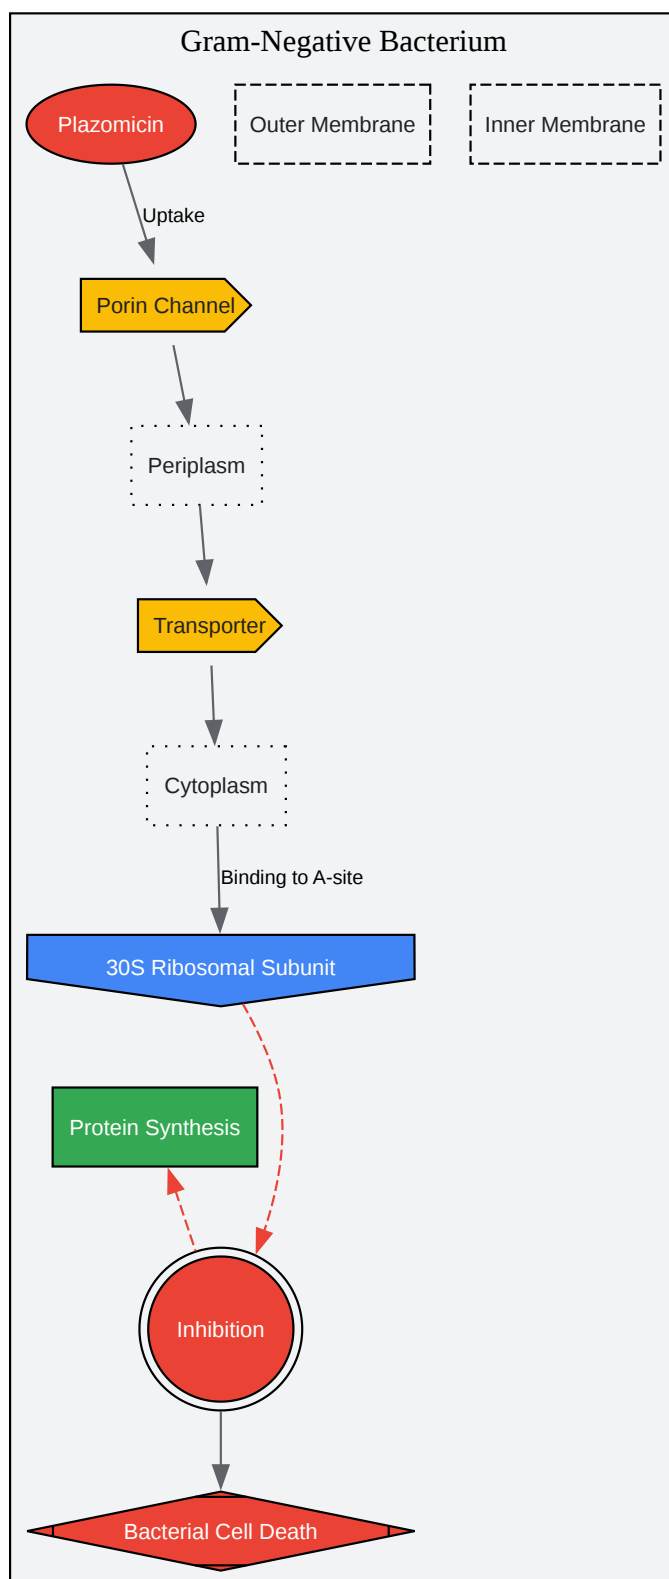 Gram-Negative Bacterium
Plazomicin
Outer Membrane
Inner Membrane
Uptake
Porin Channel
Periplasm
Transporter
Cytoplasm
Binding to A-site
30S Ribosomal Subunit
Protein Synthesis
Inhibition
Bacterial Cell Death